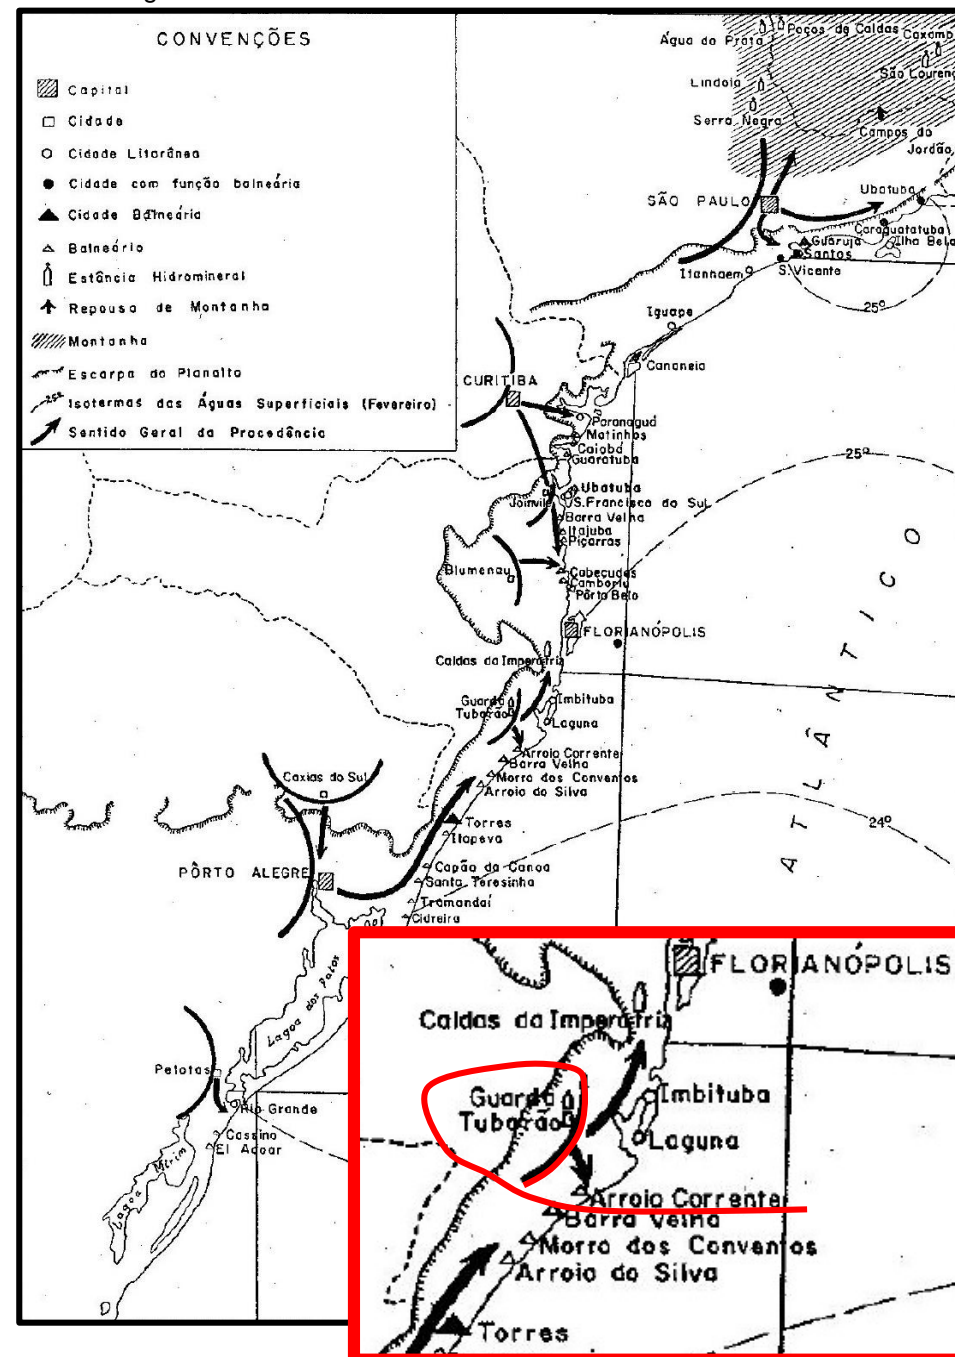 CONVENÇÕES
Capital
Cidade
Cidade Litorânea
Cidade com função balneária
Cidade Balneária
Balneário
Estância Hidromineral
Repouso de Montanha
Montanha
Escarpa do Planalto
25º Isotermas das Águas Superficiais (Fevereiro)
Sentido Geral da Procedência
Água da Prata
Poços de Caldas
Caxamb
São Lourenç
Lindoia
Serra Negra
Campos do
Jordão
SÃO PAULO
Ubatuba
Caraguatatuba
Guarujá
Ilha Bela
Santos
S. Vicente
Itanhaem
25º
Iguape
Cananeia
CURITIBA
Paranaguá
Matinhos
Caiobá
Guaratuba
25º
Ubatuba
Joinvile
S. Francisco do Sul
Barra Velha
Itajuba
Piçarras
Blumenau
Cabeçudas
Camboriu
Pôrto Belo
FLORIANÓPOLIS
ATLÂNTICO
Caldas da Imperatriz
Guarda
Tubarão
Imbituba
Laguna
Arroio Corrente
Barra Velha
Morro dos Conventos
Arroio do Silva
Caxias do Sul
24º
Torres
Itapeva
PÔRTO ALEGRE
Capão da Canoa
Santa Teresinha
Tramandaí
Cidreira
Lagoa dos Patos
Pelotas
Rio Grande
Cassino
El Aduar
Lagoa Mirim
FLORIANÓPOLIS
Caldas da Imperatriz
Guarda
Tubarão
Imbituba
Laguna
Arroio Corrente
Barra Velha
Morro dos Conventos
Arroio do Silva
Torres